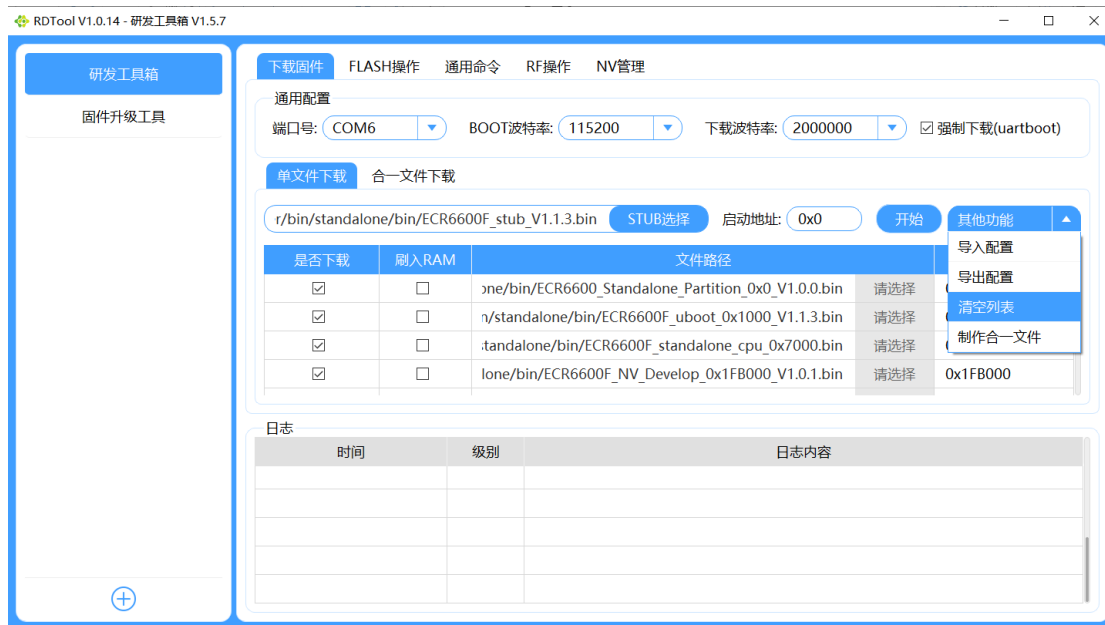 RDTool V1.0.14 - 研发工具箱 V1.5.7
研发工具箱
固件升级工具
下载固件 FLASH操作 通用命令 RF操作 NV管理
通用配置
端口号: COM6 BOOT波特率: 115200 下载波特率: 2000000 强制下载(uartboot)
单文件下载 合一文件下载
r/bin/standalone/bin/ECR6600F_stub_V1.1.3.bin STUB选择 启动地址: 0x0 开始 其他功能
导入配置
导出配置
清空列表
制作合一文件
是否下载 刷入RAM 文件路径
one/bin/ECR6600_Standalone_Partition_0x0_V1.0.0.bin 请选择
n/standalone/bin/ECR6600F_uboot_0x1000_V1.1.3.bin 请选择
tandalone/bin/ECR6600F_standalone_cpu_0x7000.bin 请选择
lone/bin/ECR6600F_NV_Develop_0x1FB000_V1.0.1.bin 请选择 0x1FB000
日志
时间 级别 日志内容